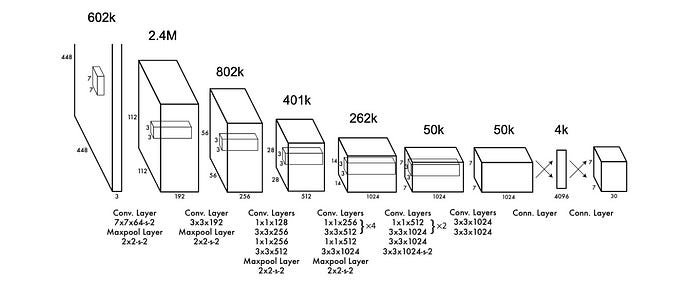 602k
2.4M
802k
401k
262k
50k
50k
4k
448
448
7
7
3
112
112
3
3
192
56
56
3
3
256
28
28
3
3
512
14
14
3
3
1024
7
7
3
3
1024
7
7
1024
4096
7
7
30
Conv. Layer
7x7x64-s-2
Maxpool Layer
2x2-s-2
Conv. Layer
3x3x192
Maxpool Layer
2x2-s-2
Conv. Layers
1x1x128
3x3x256
1x1x256
3x3x512
Maxpool Layer
2x2-s-2
Conv. Layers
1x1x256
3x3x512 } ×4
1x1x512
3x3x1024
Maxpool Layer
2x2-s-2
Conv. Layers
1x1x512
3x3x1024 } ×2
3x3x1024
3x3x1024-s-2
Conv. Layers
3x3x1024
3x3x1024
Conn. Layer
Conn. Layer